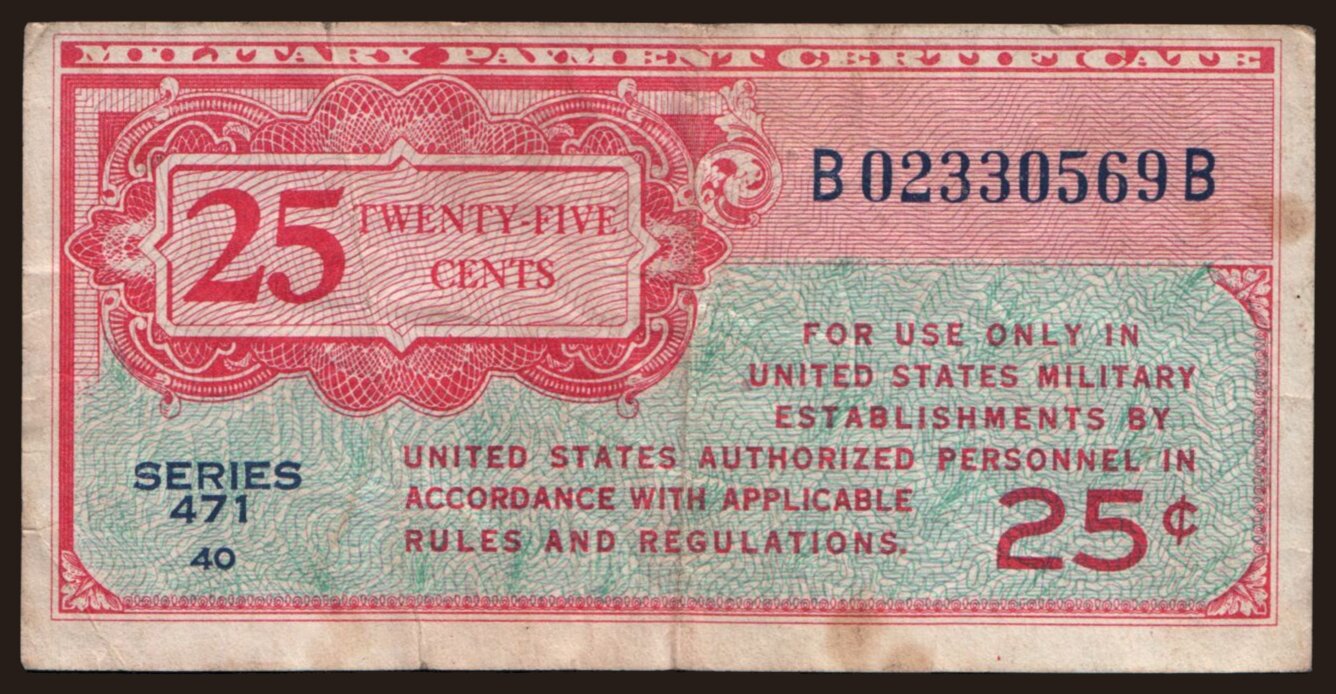 MILITARY PAYMENT CERTIFICATE
B02330569B
25 TWENTY-FIVE
CENTS
FOR USE ONLY IN
UNITED STATES MILITARY
ESTABLISHMENTS BY
UNITED STATES AUTHORIZED PERSONNEL IN
ACCORDANCE WITH APPLICABLE
RULES AND REGULATIONS.
25¢
SERIES
471
40